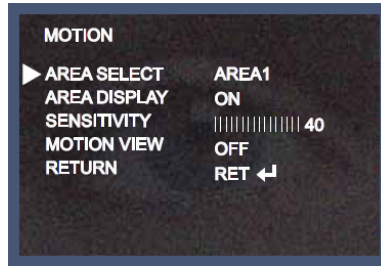 MOTION
AREA SELECT AREA1
AREA DISPLAY ON
SENSITIVITY 40
MOTION VIEW OFF
RETURN RET ↵